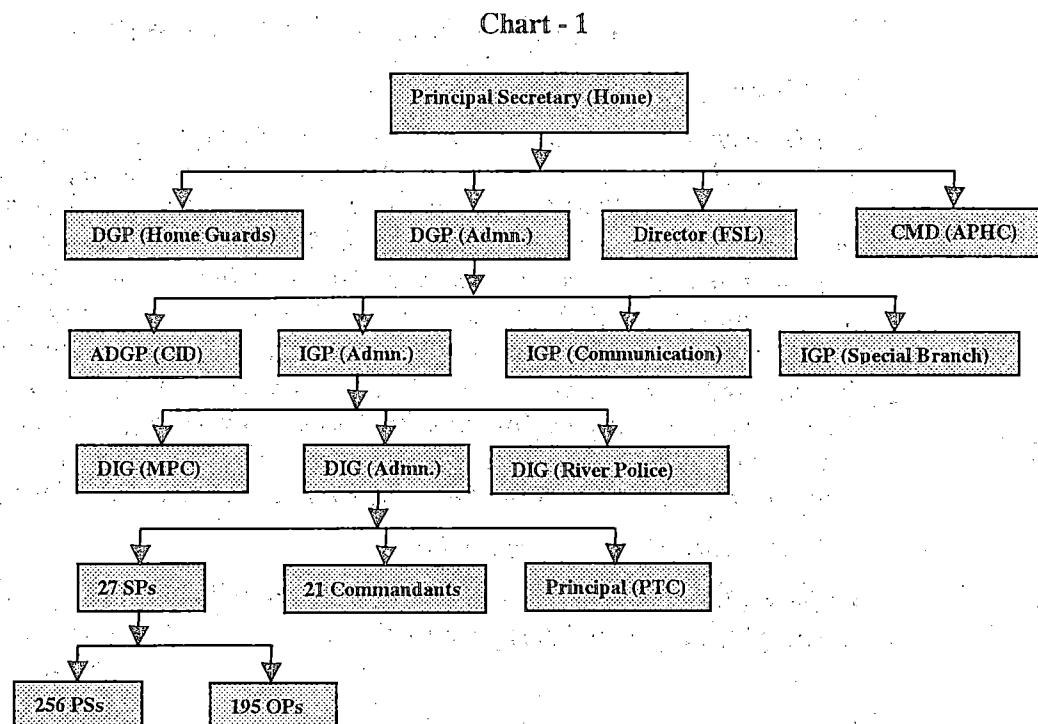 Chart - 1
Principal Secretary (Home)
DGP (Home Guards)
DGP (Admn.)
Director (FSL)
CMD (APHC)
ADGP (CID)
IGP (Admn.)
IGP (Communication)
IGP (Special Branch)
DIG (MPC)
DIG (Admn.)
DIG (River Police)
27 SPs
21 Commandants
Principal (PTC)
256 PSs
195 OPs